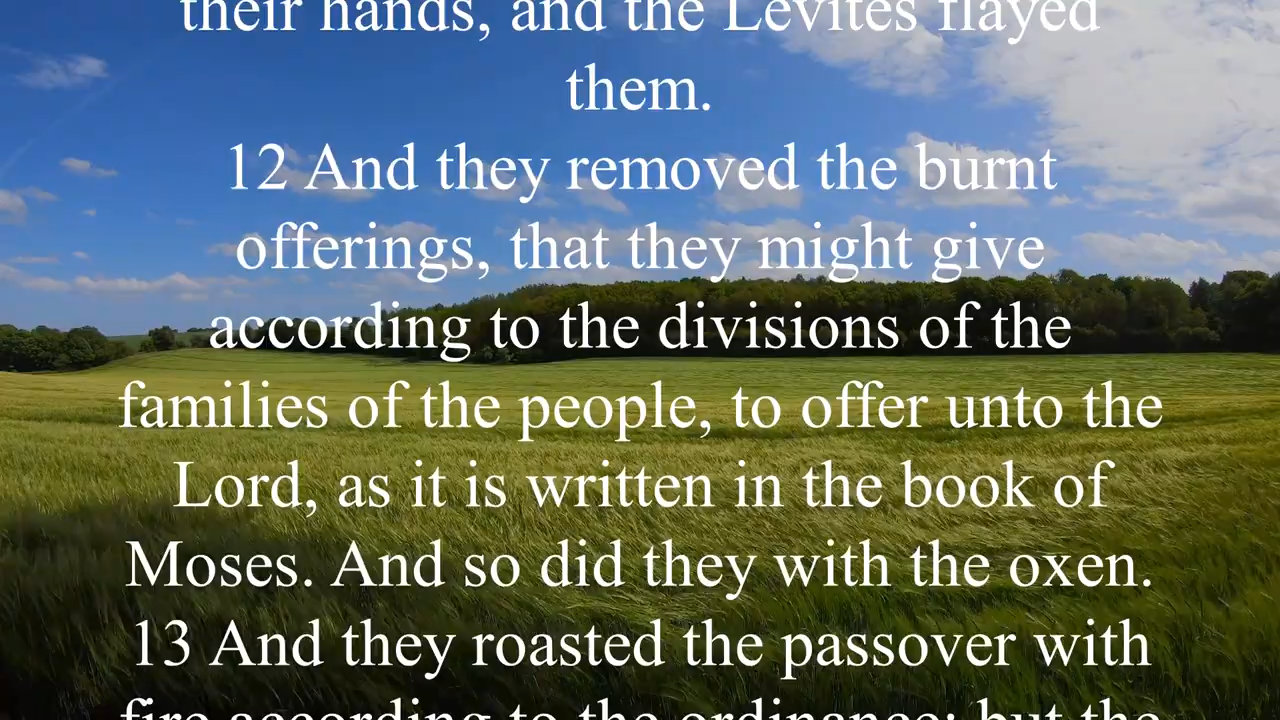 their hands, and the Levites flayed
them.
12 And they removed the burnt
offerings, that they might give
according to the divisions of the
families of the people, to offer unto the
Lord, as it is written in the book of
Moses. And so did they with the oxen.
13 And they roasted the passover with
fire according to the ordinance: but the